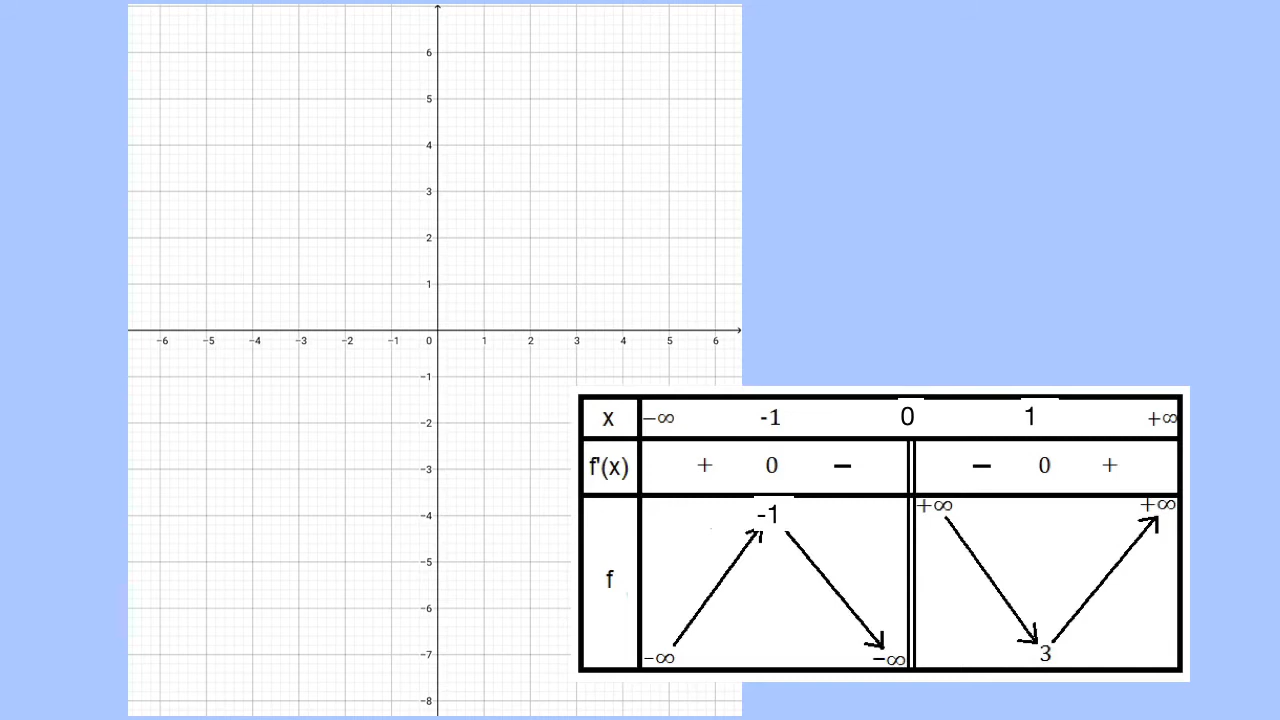 6
5
4
3
2
1
−6 −5 −4 −3 −2 −1 0 1 2 3 4 5 6
−1
−2
−3
−4
−5
−6
−7
−8
x −∞ -1 0 1 +∞
f'(x) + 0 − − 0 +
-1 +∞ +∞
f
−∞ −∞ 3